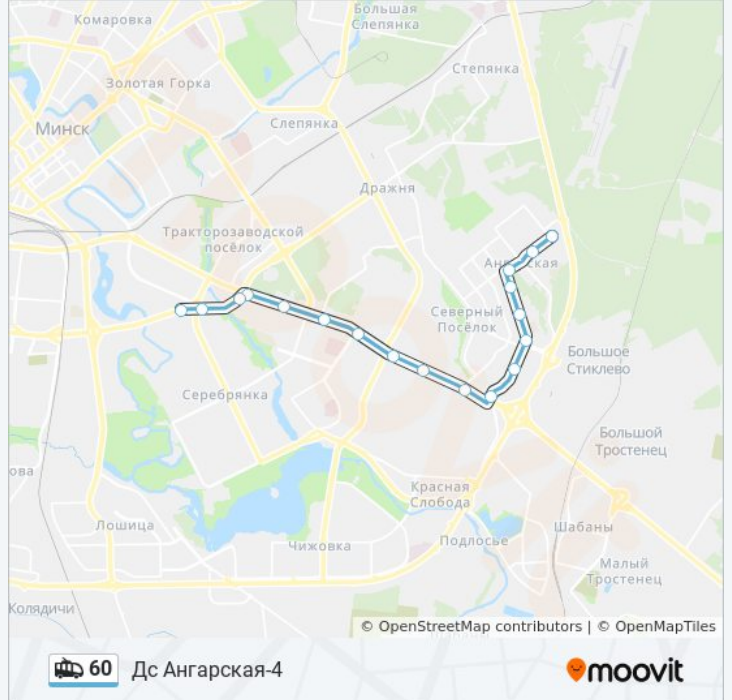 Комаровка
Большая
Слепянка
Степянка
Золотая Горка
Минск
Слепянка
Дражня
Тракторозаводской
посёлок
Ангарская
Северный
Посёлок
Большое
Стиклево
Серебрянка
Большой
Тростенец
ова
Красная
Слобода
Лошица
Шабаны
Чижовка
Подлосье
Малый
Тростенец
Колядичи
© OpenStreetMap contributors | © OpenMapTiles
60 Дс Ангарская-4
moovit